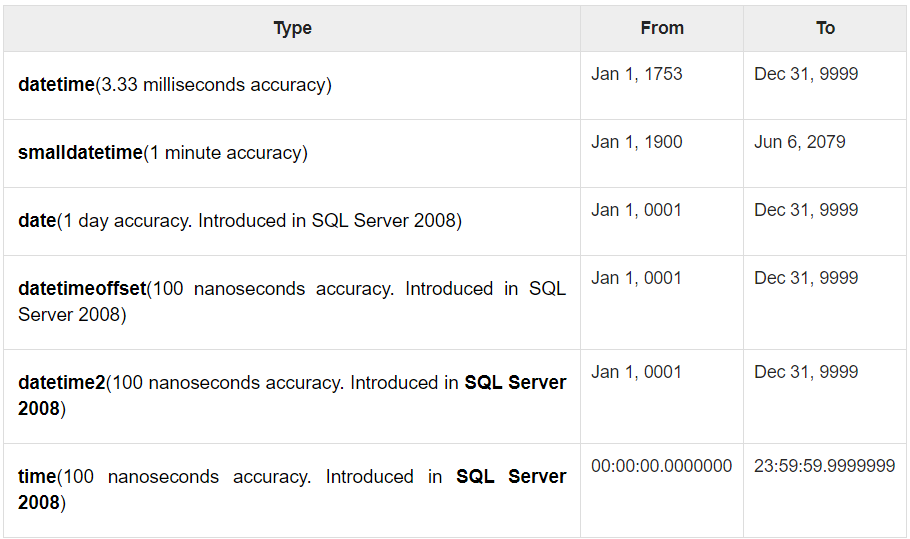 Type From To
datetime(3.33 milliseconds accuracy) Jan 1, 1753 Dec 31, 9999
smalldatetime(1 minute accuracy) Jan 1, 1900 Jun 6, 2079
date(1 day accuracy. Introduced in SQL Server 2008) Jan 1, 0001 Dec 31, 9999
datetimeoffset(100 nanoseconds accuracy. Introduced in SQL Jan 1, 0001 Dec 31, 9999
Server 2008)
datetime2(100 nanoseconds accuracy. Introduced in SQL Server Jan 1, 0001 Dec 31, 9999
2008)
time(100 nanoseconds accuracy. Introduced in SQL Server 00:00:00.0000000 23:59:59.9999999
2008)